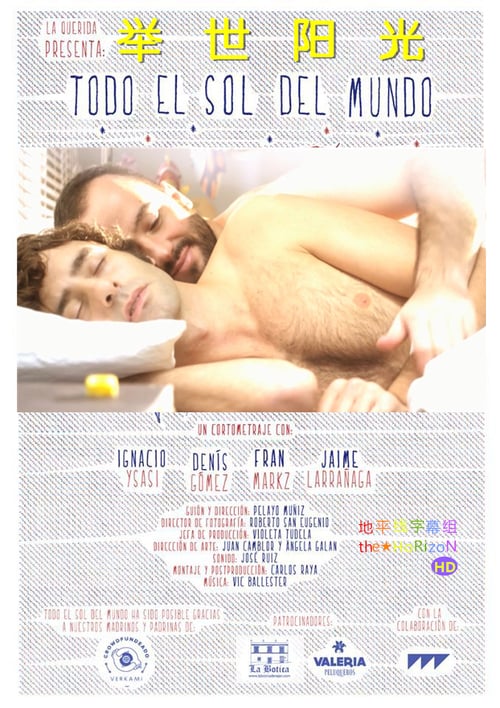 LA QUERIDA
PRESENTA:
举世阳光
TODO EL SOL DEL MUNDO
UN CORTOMETRAJE CON:
IGNACIO YSASI
DENÍS GÓMEZ
FRAN MARKZ
JAIME LARRAÑAGA
GUIÓN Y DIRECCIÓN: PELAYO MUÑIZ
DIRECTOR DE FOTOGRAFÍA: ROBERTO SAN EUGENIO
JEFA DE PRODUCCIÓN: VIOLETA TUDELA
DIRECCIÓN DE ARTE: JUAN CAMBLOR Y ÁNGELA GALAN
SONIDO: JOSÉ RUIZ
MONTAJE Y POSTPRODUCCIÓN: CARLOS RAYA
MÚSICA: VIC BALLESTER
地平线字幕组
the★HoRizoN
HD
TODO EL SOL DEL MUNDO HA SIDO POSIBLE GRACIAS
A NUESTROS MADRINOS Y PADRINAS DE:
CROWDFUNDEADO
VERKAMI
PATROCINADORES:
La Botica
VALERIA
PELUQUEROS
CON LA
COLABORACIÓN DE: